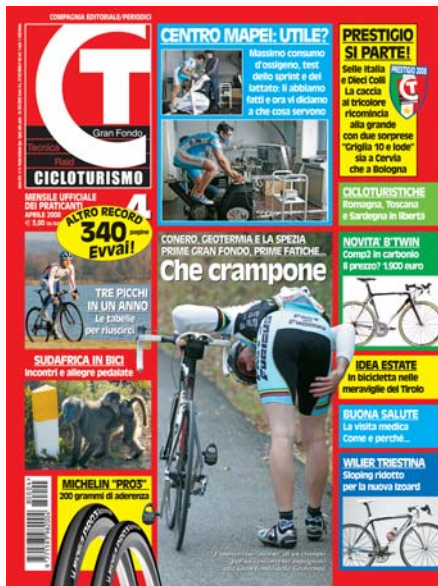 COMPAGNIA EDITORIALE/PERIODICI
CT
Gran Fondo
Tecnica
Raid
CICLOTURISMO
MENSILE UFFICIALE
DEI PRATICANTI
APRILE 2008
€ 5,00
4
ALTRO RECORD
340 pagine
Evvai!
CENTRO MAPEI: UTILE?
Massimo consumo
d'ossigeno, test
dello sprint e del
lattato: li abbiamo
fatti e ora vi diciamo
a che cosa servono
PRESTIGIO
SI PARTE!
Selle Italia
e Dieci Colli
La caccia
al tricolore
ricomincia
alla grande
con due sorprese
"Griglia 10 e lode"
sia a Cervia
che a Bologna
PRESTIGIO 2008
CT
CICLOTURISTICHE
Romagna, Toscana
e Sardegna in libertà
NOVITA' B'TWIN
Comp2 in carbonio
Il prezzo? 1.900 euro
IDEA ESTATE
In bicicletta nelle
meraviglie del Tirolo
BUONA SALUTE
La visita medica
Come e perché...
WILIER TRIESTINA
Sloping ridotto
per la nuova Izoard
CONERO, GEOTERMIA E LA SPEZIA
PRIME GRAN FONDO, PRIME FATICHE...
Che crampone
TRE PICCHI
IN UN ANNO
Le tabelle
per riuscirci
SUDAFRICA IN BICI
Incontri e allegre pedalate
MICHELIN "PRO3"
200 grammi di aderenza